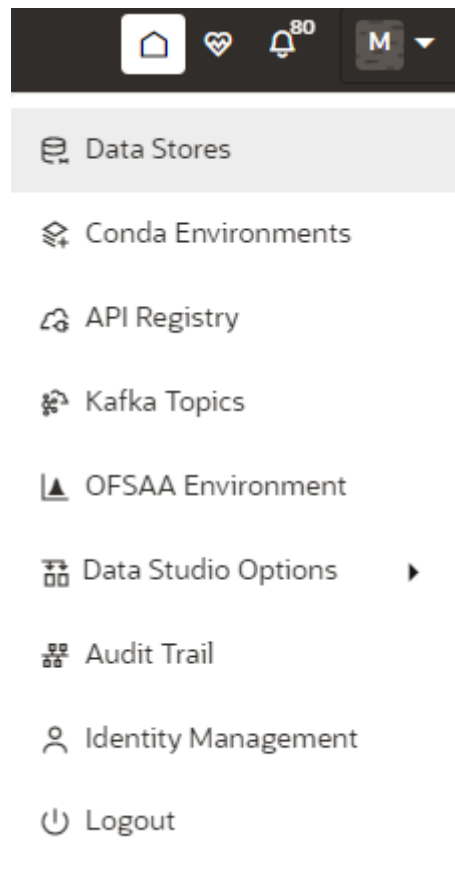 80
M
Data Stores
Conda Environments
API Registry
Kafka Topics
OFSAA Environment
Data Studio Options
Audit Trail
Identity Management
Logout